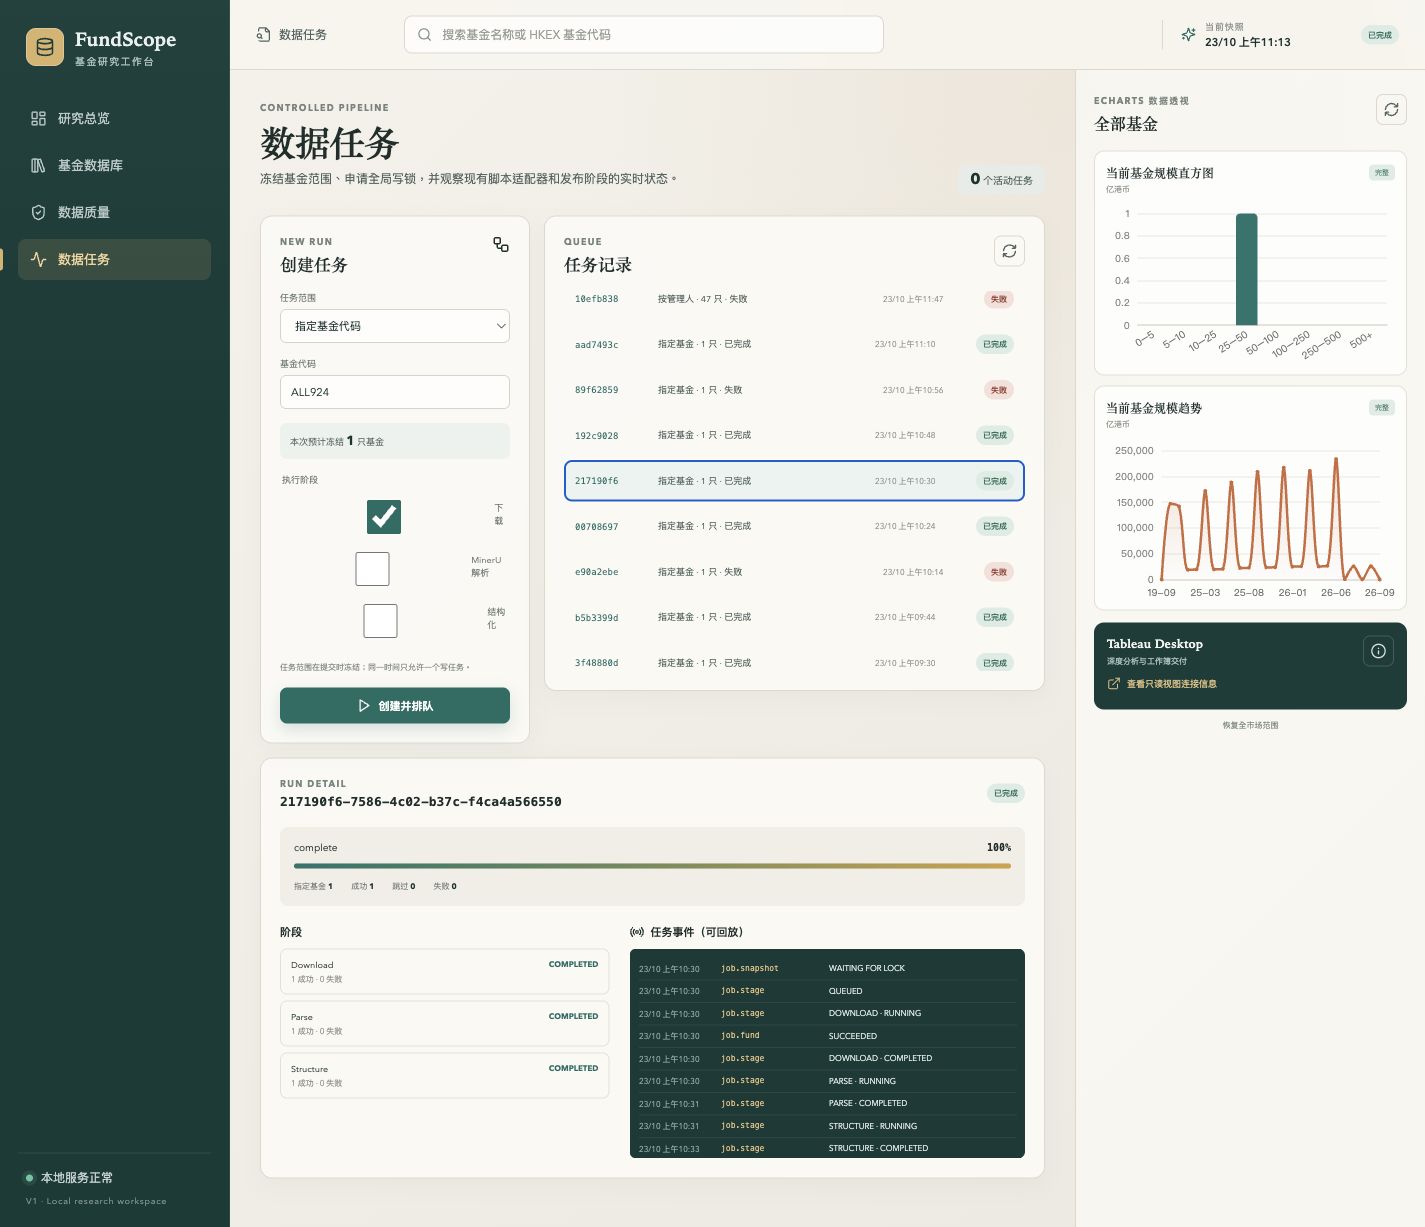 FundScope
基金研究工作台
研究总览
基金数据库
数据质量
数据任务
本地服务正常
V1 · Local research workspace
数据任务
搜索基金名称或 HKEX 基金代码
当前快照
23/10 上午11:13
已完成
CONTROLLED PIPELINE
数据任务
冻结基金范围、申请全局写锁，并观察现有脚本适配器和发布阶段的实时状态。
0 个活动任务
NEW RUN
创建任务
任务范围
指定基金代码
基金代码
ALL924
本次预计冻结 1 只基金
执行阶段
下
载
MinerU
解析
结构
化
任务范围在提交时冻结；同一时间只允许一个写任务。
创建并排队
QUEUE
任务记录
10efb838 按管理人 · 47 只 · 失败 23/10 上午11:47 失败
aad7493c 指定基金 · 1 只 · 已完成 23/10 上午11:10 已完成
89f62859 指定基金 · 1 只 · 失败 23/10 上午10:56 失败
192c9028 指定基金 · 1 只 · 已完成 23/10 上午10:48 已完成
217190f6 指定基金 · 1 只 · 已完成 23/10 上午10:30 已完成
00708697 指定基金 · 1 只 · 已完成 23/10 上午10:24 已完成
e90a2ebe 指定基金 · 1 只 · 失败 23/10 上午10:14 失败
b5b3399d 指定基金 · 1 只 · 已完成 23/10 上午09:44 已完成
3f48880d 指定基金 · 1 只 · 已完成 23/10 上午09:30 已完成
RUN DETAIL
217190f6-7586-4c02-b37c-f4ca4a566550
已完成
complete 100%
指定基金 1 成功 1 跳过 0 失败 0
阶段
Download COMPLETED
1 成功 · 0 失败
Parse COMPLETED
1 成功 · 0 失败
Structure COMPLETED
1 成功 · 0 失败
任务事件（可回放）
23/10 上午10:30 job.snapshot WAITING FOR LOCK
23/10 上午10:30 job.stage QUEUED
23/10 上午10:30 job.stage DOWNLOAD · RUNNING
23/10 上午10:30 job.fund SUCCEEDED
23/10 上午10:30 job.stage DOWNLOAD · COMPLETED
23/10 上午10:30 job.stage PARSE · RUNNING
23/10 上午10:31 job.stage PARSE · COMPLETED
23/10 上午10:31 job.stage STRUCTURE · RUNNING
23/10 上午10:33 job.stage STRUCTURE · COMPLETED
ECHARTS 数据透视
全部基金
当前基金规模直方图
完整
亿港币
1
0.8
0.6
0.4
0.2
0
0–5 5–10 10–25 25–50 50–100 100–250 250–500 500+
当前基金规模趋势
完整
亿港币
250,000
200,000
150,000
100,000
50,000
0
19–09 25–03 25–08 26–01 26–06 26–09
Tableau Desktop
深度分析与工作簿交付
查看只读视图连接信息
恢复全市场范围